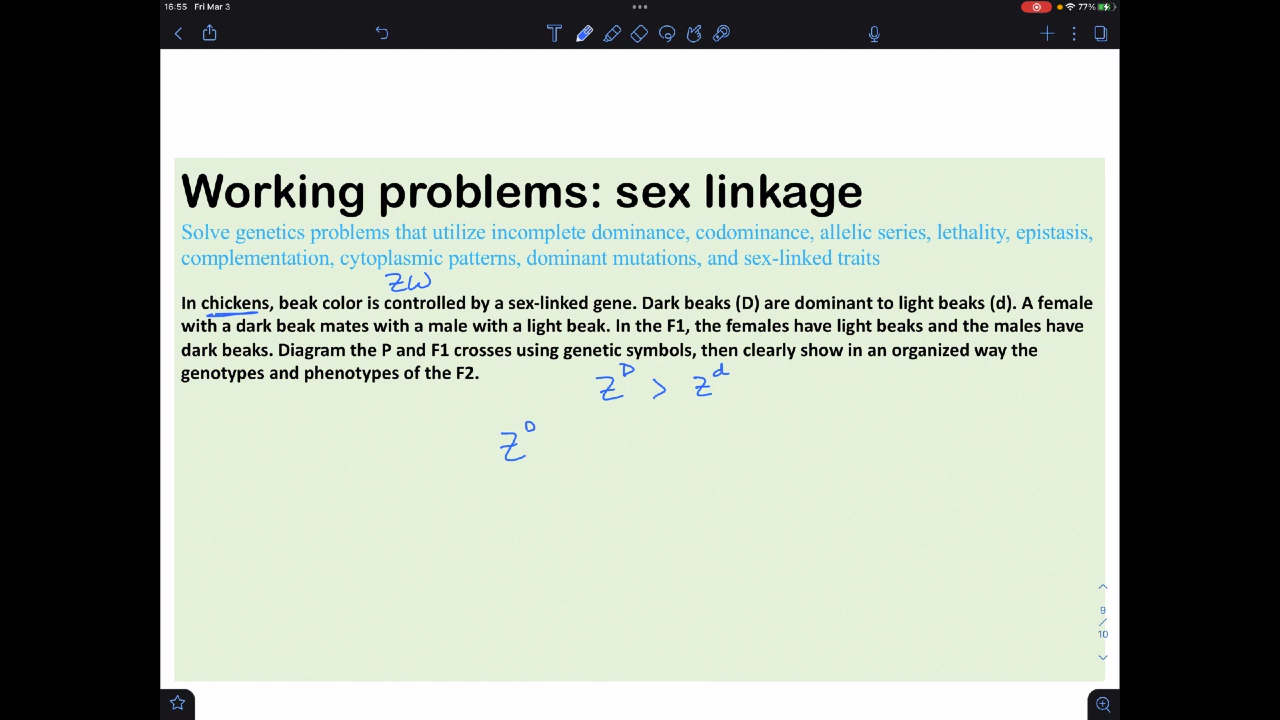 16:55 Fri Mar 3
77%
T
Working problems: sex linkage
Solve genetics problems that utilize incomplete dominance, codominance, allelic series, lethality, epistasis,
complementation, cytoplasmic patterns, dominant mutations, and sex-linked traits
ZW
In chickens, beak color is controlled by a sex-linked gene. Dark beaks (D) are dominant to light beaks (d). A female
with a dark beak mates with a male with a light beak. In the F1, the females have light beaks and the males have
dark beaks. Diagram the P and F1 crosses using genetic symbols, then clearly show in an organized way the
genotypes and phenotypes of the F2.
Z^D > Z^d
Z^D
9
/
10